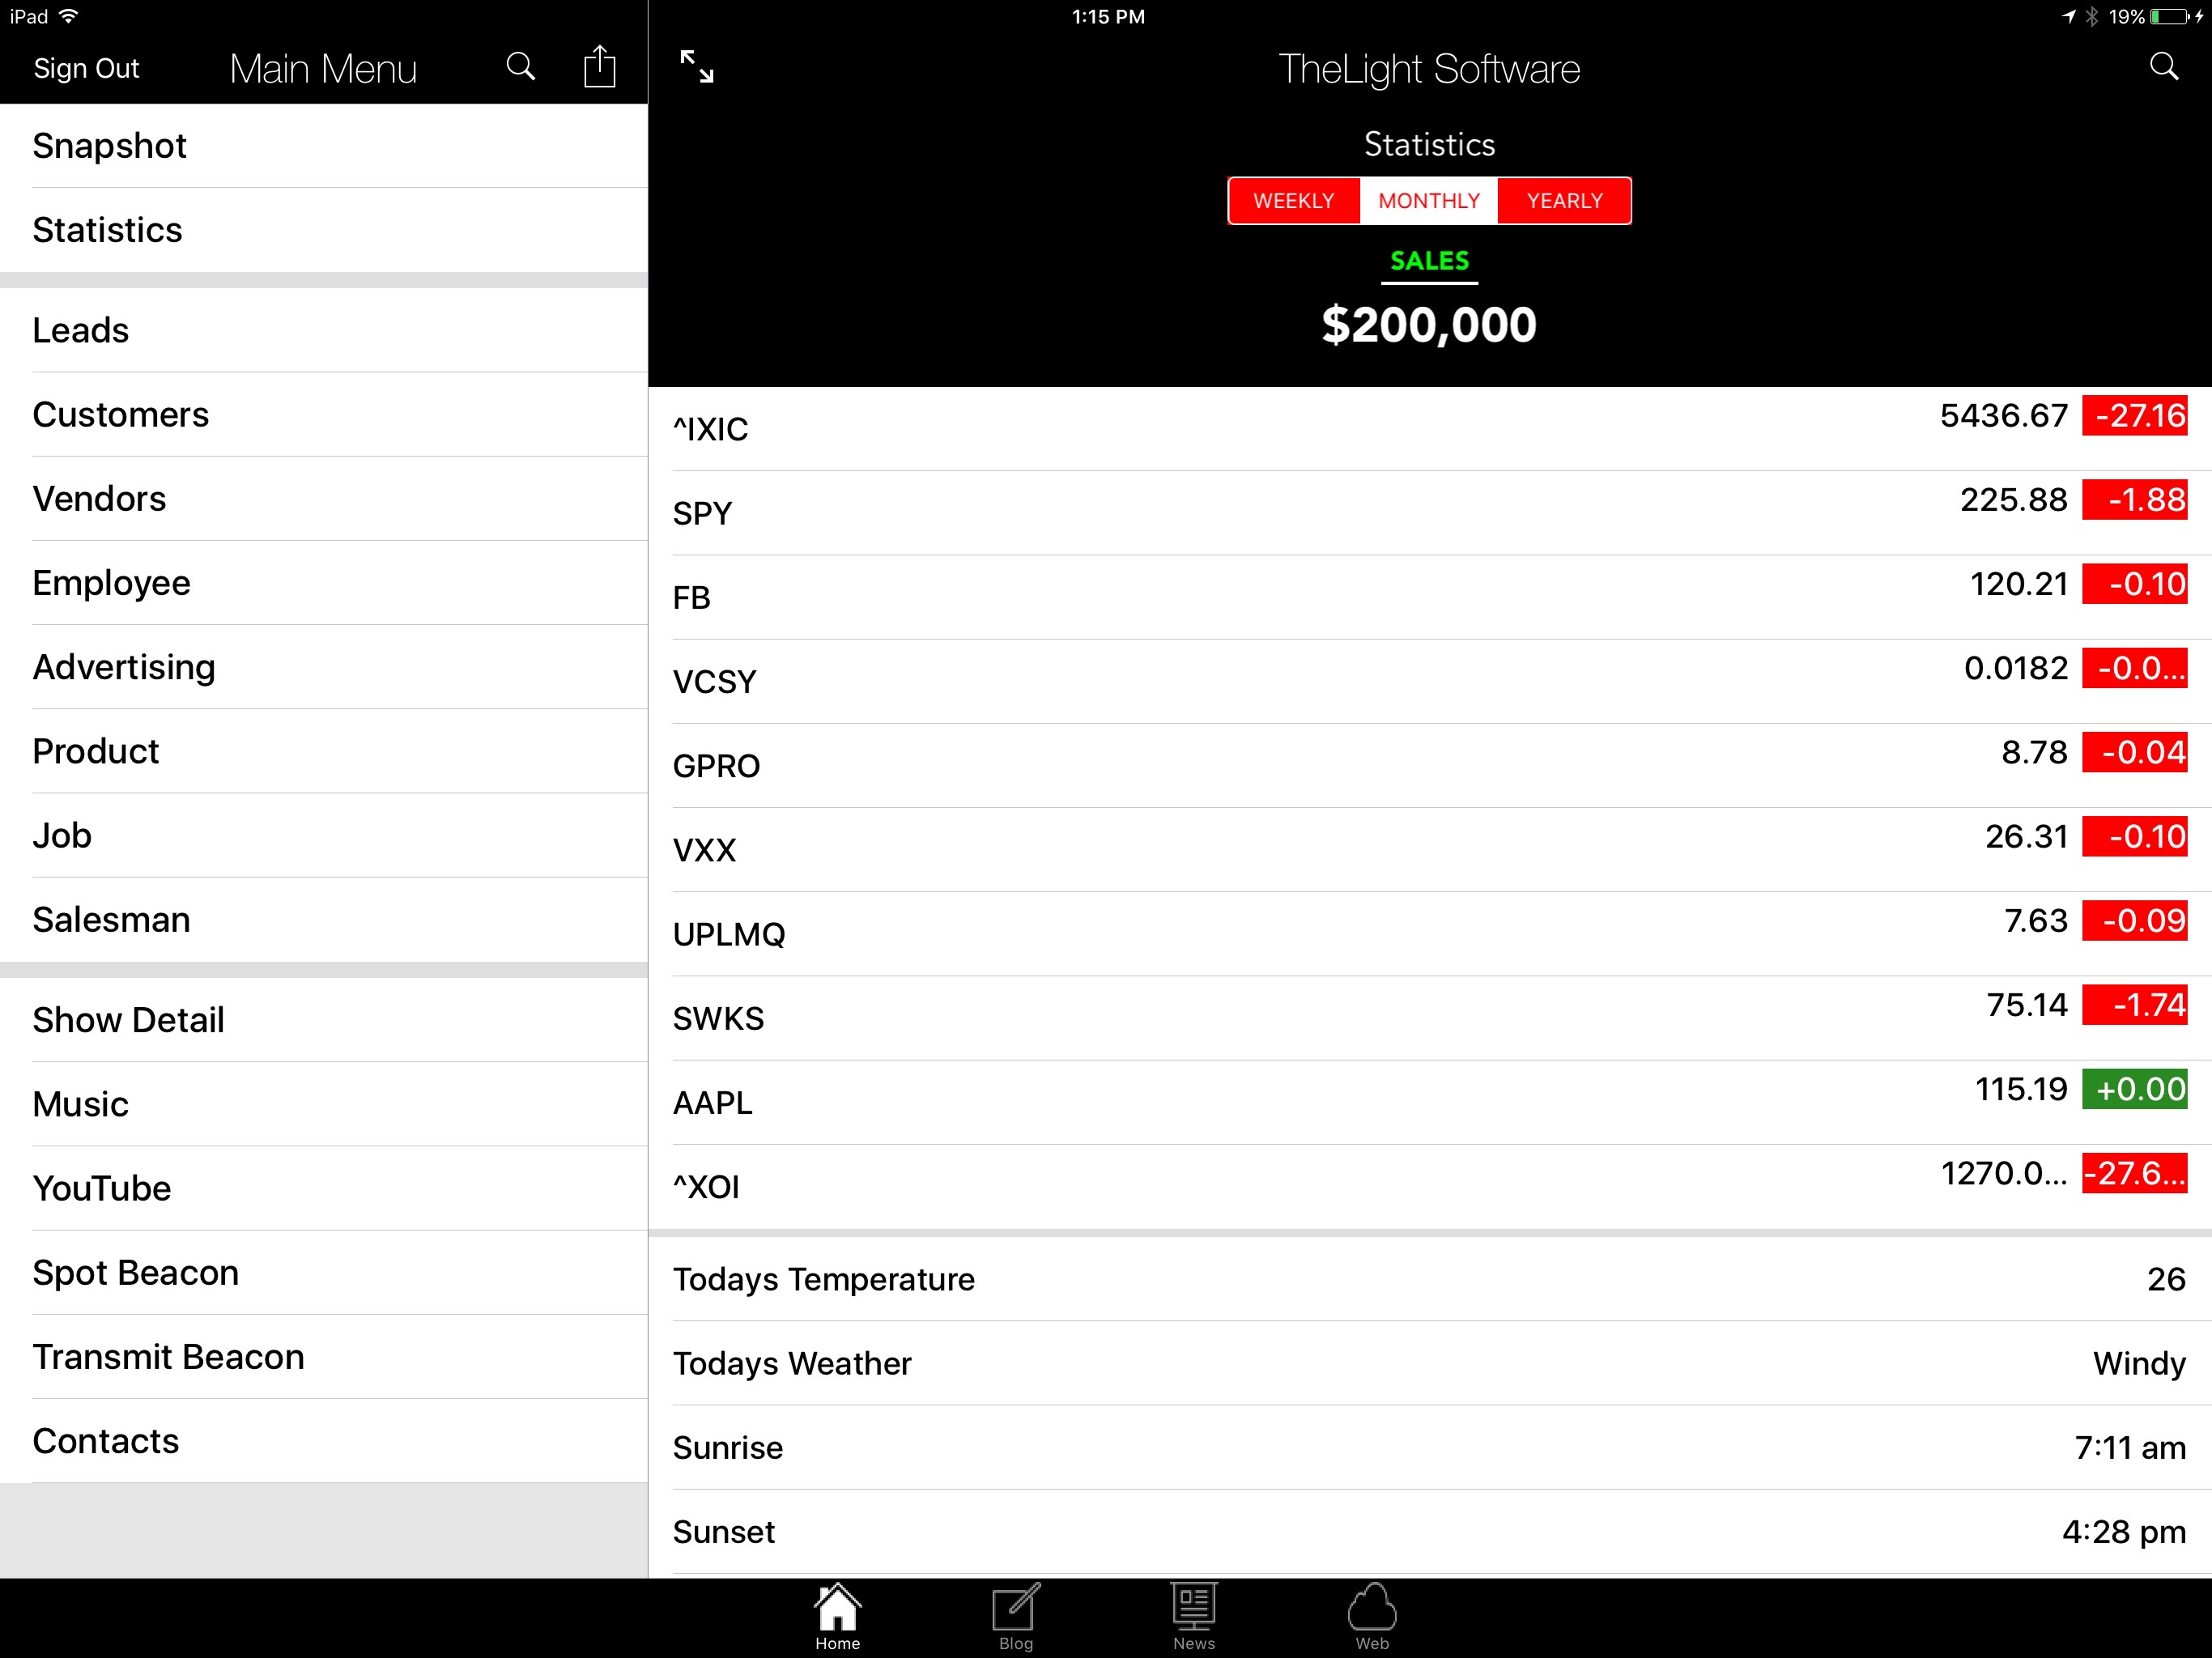 iPad
1:15 PM
19%
Sign Out
Main Menu
TheLight Software
Snapshot
Statistics
Leads
Customers
Vendors
Employee
Advertising
Product
Job
Salesman
Show Detail
Music
YouTube
Spot Beacon
Transmit Beacon
Contacts
Statistics
WEEKLY MONTHLY YEARLY
SALES
$200,000
^IXIC 5436.67 -27.16
SPY 225.88 -1.88
FB 120.21 -0.10
VCSY 0.0182 -0.0...
GPRO 8.78 -0.04
VXX 26.31 -0.10
UPLMQ 7.63 -0.09
SWKS 75.14 -1.74
AAPL 115.19 +0.00
^XOI 1270.0... -27.6...
Todays Temperature 26
Todays Weather Windy
Sunrise 7:11 am
Sunset 4:28 pm
Home Blog News Web